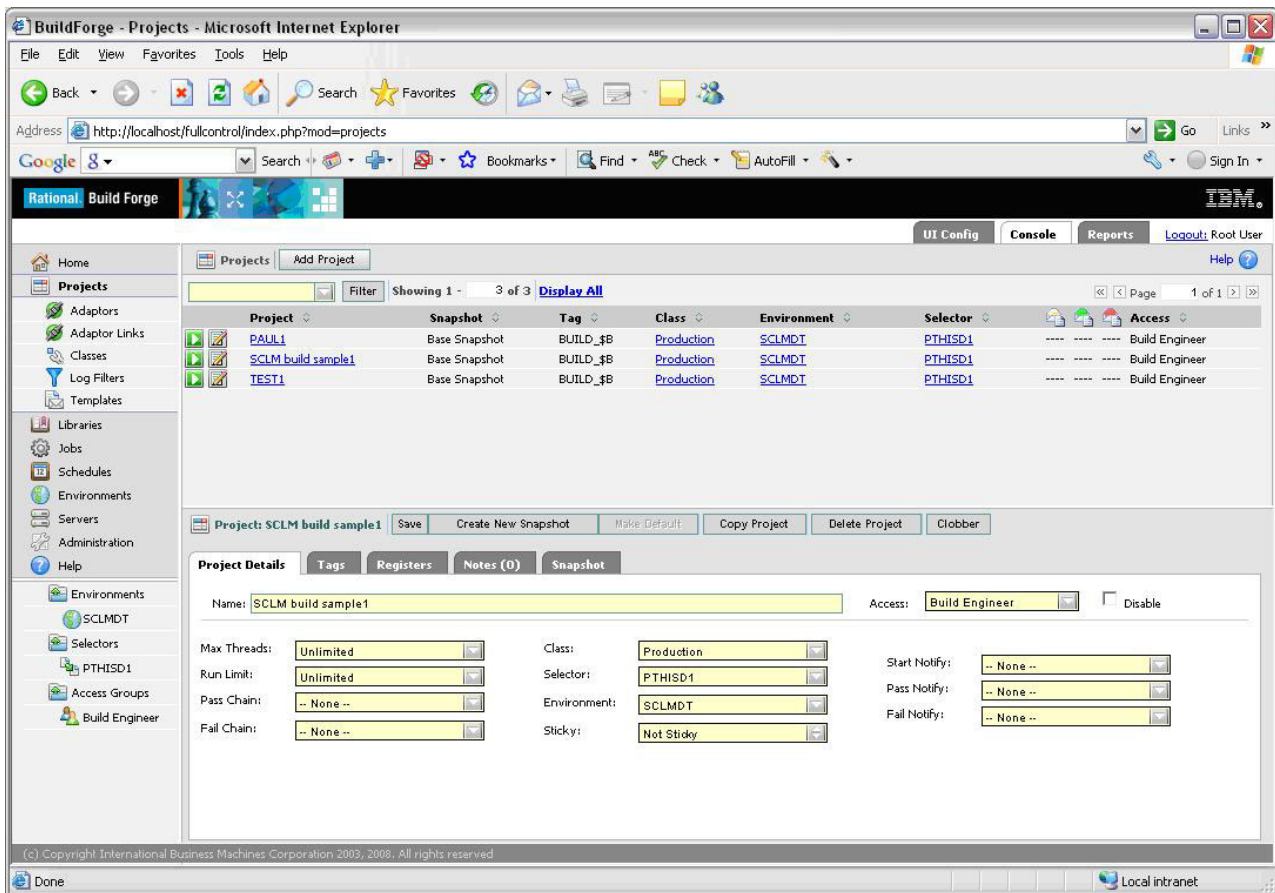 BuildForge - Projects - Microsoft Internet Explorer
File Edit View Favorites Tools Help
Back Search Favorites
Address http://localhost/fullcontrol/index.php?mod=projects Go Links »
Google Search Bookmarks Find ABC Check AutoFill Sign In
Rational. Build Forge IBM.
UI Config Console Reports Logout: Root User
Home Projects Add Project Help ?
Projects Filter Showing 1 - 3 of 3 Display All Page 1 of 1
Adaptors Project Snapshot Tag Class Environment Selector Access
Adaptor Links PAUL1 Base Snapshot BUILD_$B Production SCLMDT PTHISD1 ---- ---- ---- Build Engineer
Classes SCLM build sample1 Base Snapshot BUILD_$B Production SCLMDT PTHISD1 ---- ---- ---- Build Engineer
Log Filters TEST1 Base Snapshot BUILD_$B Production SCLMDT PTHISD1 ---- ---- ---- Build Engineer
Templates
Libraries
Jobs
12 Schedules
Environments
Servers Project: SCLM build sample1 Save Create New Snapshot Make Default Copy Project Delete Project Clobber
Administration
? Help Project Details Tags Registers Notes (0) Snapshot
Environments Name: SCLM build sample1 Access: Build Engineer Disable
SCLMDT
Selectors Max Threads: Unlimited Class: Production Start Notify: -- None --
PTHISD1 Run Limit: Unlimited Selector: PTHISD1 Pass Notify: -- None --
Access Groups Pass Chain: -- None -- Environment: SCLMDT Fail Notify: -- None --
Build Engineer Fail Chain: -- None -- Sticky: Not Sticky
(c) Copyright International Business Machines Corporation 2003, 2008. All rights reserved
Done Local intranet